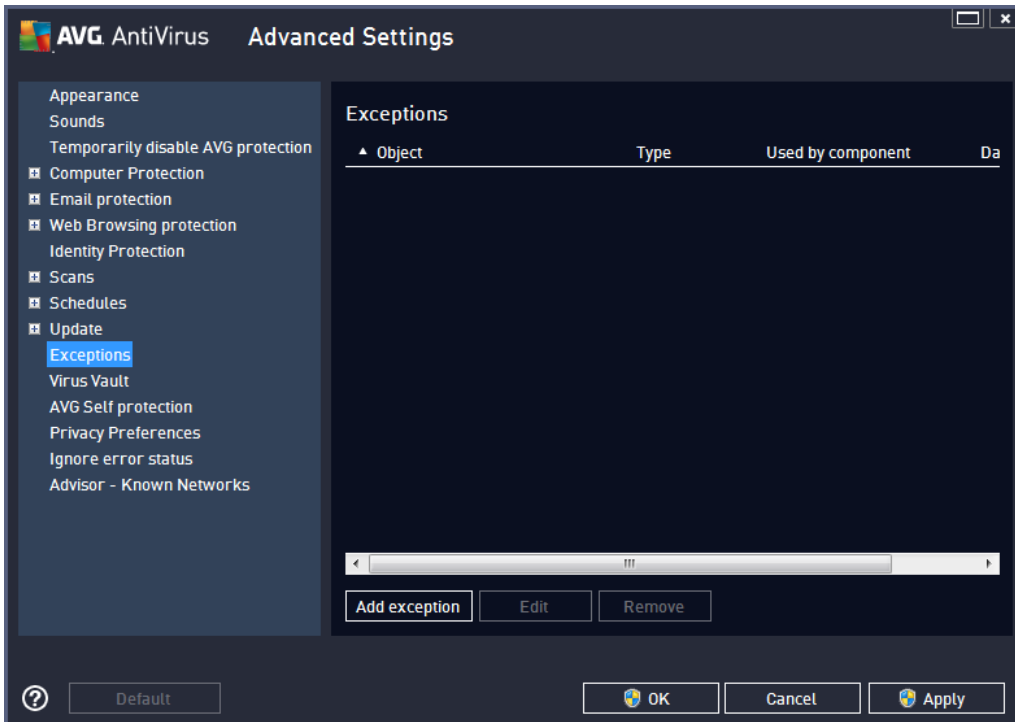 AVG. AntiVirus Advanced Settings
Appearance
Sounds
Temporarily disable AVG protection
Computer Protection
Email protection
Web Browsing protection
Identity Protection
Scans
Schedules
Update
Exceptions
Virus Vault
AVG Self protection
Privacy Preferences
Ignore error status
Advisor - Known Networks
Exceptions
Object Type Used by component Da
Add exception Edit Remove
? Default OK Cancel Apply